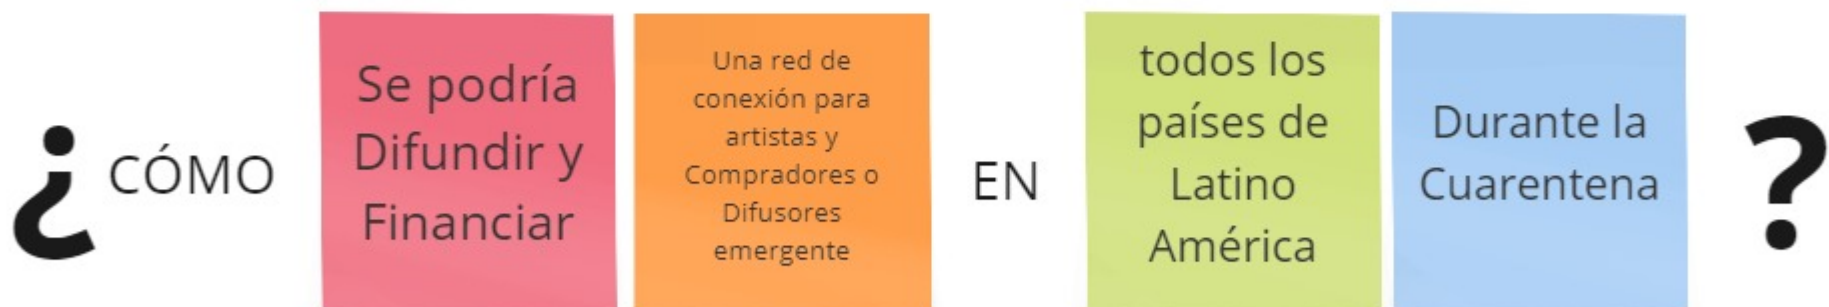 ¿ CÓMO
Se podría
Difundir y
Financiar
Una red de
conexión para
artistas y
Compradores o
Difusores
emergente
EN
todos los
países de
Latino
América
Durante la
Cuarentena
?